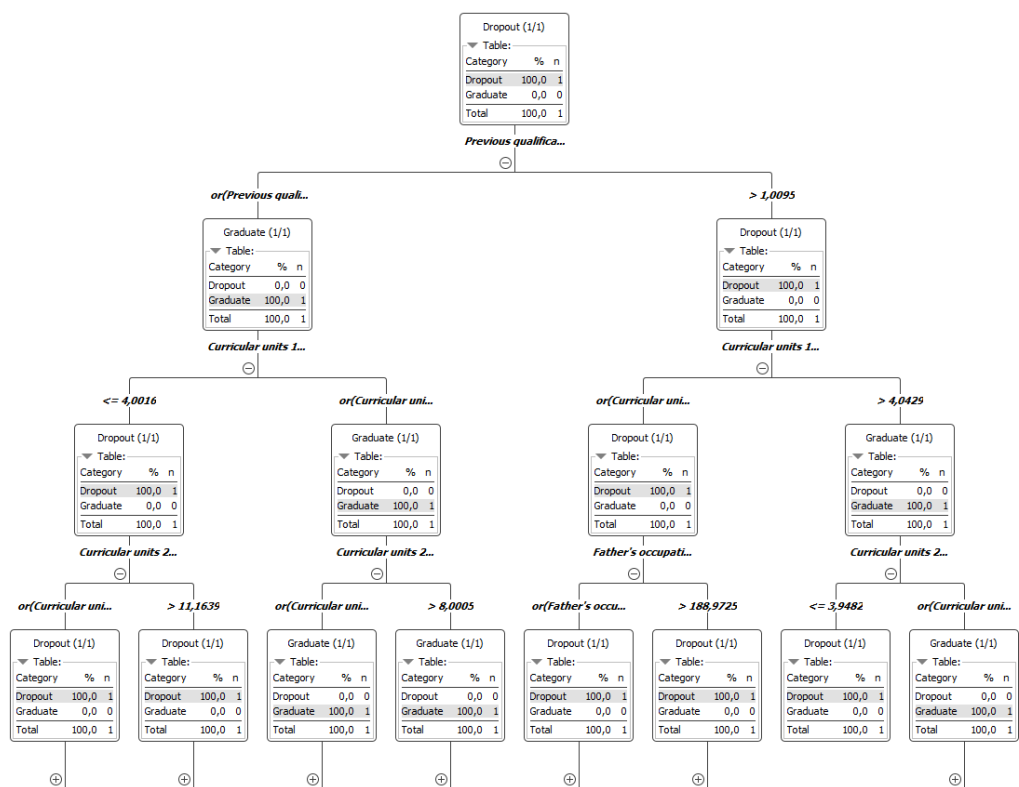 Dropout (1/1)
Table:
Category % n
Dropout 100,0 1
Graduate 0,0 0
Total 100,0 1
Previous qualifica...
or(Previous quali...
> 1,0095
Graduate (1/1)
Table:
Category % n
Dropout 0,0 0
Graduate 100,0 1
Total 100,0 1
Curricular units 1...
Dropout (1/1)
Table:
Category % n
Dropout 100,0 1
Graduate 0,0 0
Total 100,0 1
Curricular units 1...
<= 4,0016
or(Curricular uni...
or(Curricular uni...
> 4,0429
Dropout (1/1)
Table:
Category % n
Dropout 100,0 1
Graduate 0,0 0
Total 100,0 1
Curricular units 2...
Graduate (1/1)
Table:
Category % n
Dropout 0,0 0
Graduate 100,0 1
Total 100,0 1
Curricular units 2...
Dropout (1/1)
Table:
Category % n
Dropout 100,0 1
Graduate 0,0 0
Total 100,0 1
Father's occupati...
Graduate (1/1)
Table:
Category % n
Dropout 0,0 0
Graduate 100,0 1
Total 100,0 1
Curricular units 2...
or(Curricular uni...
> 11,1639
or(Curricular uni...
> 8,0005
or(Father's occu...
> 188,9725
<= 3,9482
or(Curricular uni...
Dropout (1/1)
Table:
Category % n
Dropout 100,0 1
Graduate 0,0 0
Total 100,0 1
Dropout (1/1)
Table:
Category % n
Dropout 100,0 1
Graduate 0,0 0
Total 100,0 1
Graduate (1/1)
Table:
Category % n
Dropout 0,0 0
Graduate 100,0 1
Total 100,0 1
Graduate (1/1)
Table:
Category % n
Dropout 0,0 0
Graduate 100,0 1
Total 100,0 1
Dropout (1/1)
Table:
Category % n
Dropout 100,0 1
Graduate 0,0 0
Total 100,0 1
Dropout (1/1)
Table:
Category % n
Dropout 100,0 1
Graduate 0,0 0
Total 100,0 1
Dropout (1/1)
Table:
Category % n
Dropout 100,0 1
Graduate 0,0 0
Total 100,0 1
Graduate (1/1)
Table:
Category % n
Dropout 0,0 0
Graduate 100,0 1
Total 100,0 1